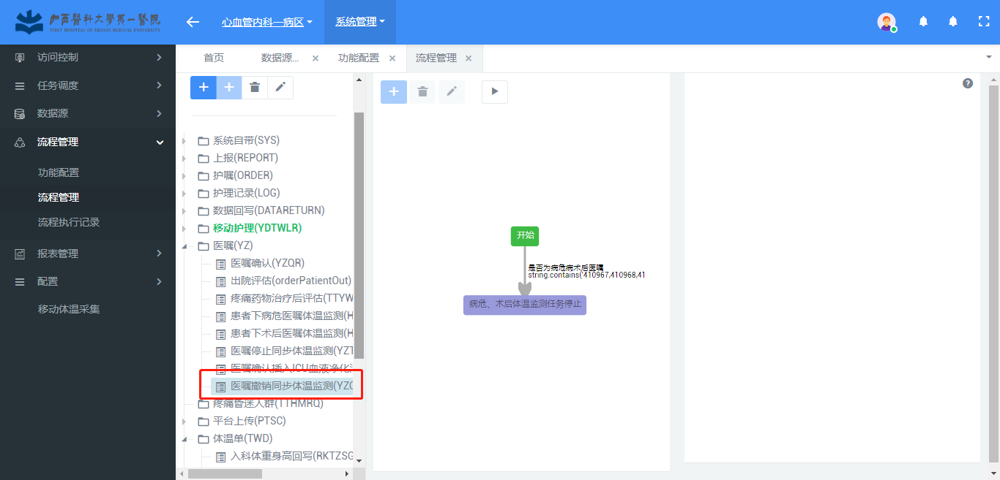 山西醫科大學第一醫院
FIRST HOSPITAL OF SHANXI MEDICAL UNIVERSITY
心血管内科一病区
系统管理
首页
数据源...
功能配置
流程管理
访问控制
任务调度
数据源
流程管理
功能配置
流程管理
流程执行记录
报表管理
配置
移动体温采集
系统自带(SYS)
上报(REPORT)
护嘱(ORDER)
护理记录(LOG)
数据回写(DATARETURN)
移动护理(YDTWLR)
医嘱(YZ)
医嘱确认(YZQR)
出院评估(orderPatientOut)
疼痛药物治疗后评估(TTYW
患者下病危医嘱体温监测(H
患者下术后医嘱体温监测(H
医嘱停止同步体温监测(YZT
医嘱确认插入ICU血液净化
医嘱撤销同步体温监测(YZC
疼痛昏迷人群(TTHMRQ)
平台上传(PTSC)
体温单(TWD)
入科体重身高回写(RKTZSG
开始
是否为病危病术后医嘱
string.contains('410967,410968,41
病危、术后体温监测任务停止